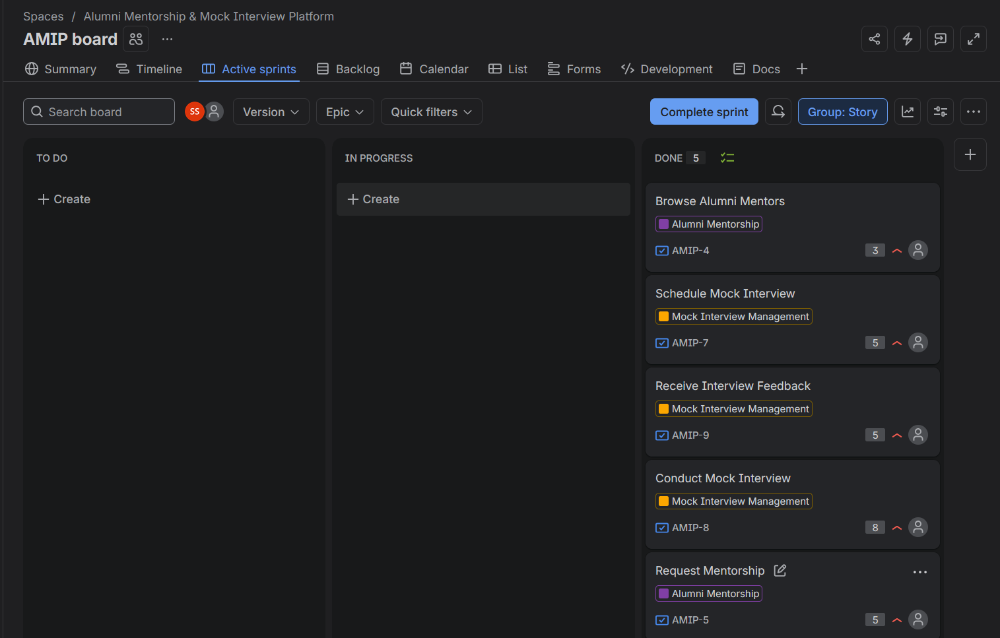 Spaces / Alumni Mentorship & Mock Interview Platform
AMIP board
Summary Timeline Active sprints Backlog Calendar List Forms Development Docs
Search board SS Version Epic Quick filters Complete sprint Group: Story
TO DO
Create
IN PROGRESS
Create
DONE 5
Browse Alumni Mentors
Alumni Mentorship
AMIP-4 3
Schedule Mock Interview
Mock Interview Management
AMIP-7 5
Receive Interview Feedback
Mock Interview Management
AMIP-9 5
Conduct Mock Interview
Mock Interview Management
AMIP-8 8
Request Mentorship
Alumni Mentorship
AMIP-5 5